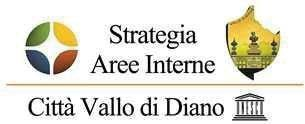 Strategia
Aree Interne
Città Vallo di Diano